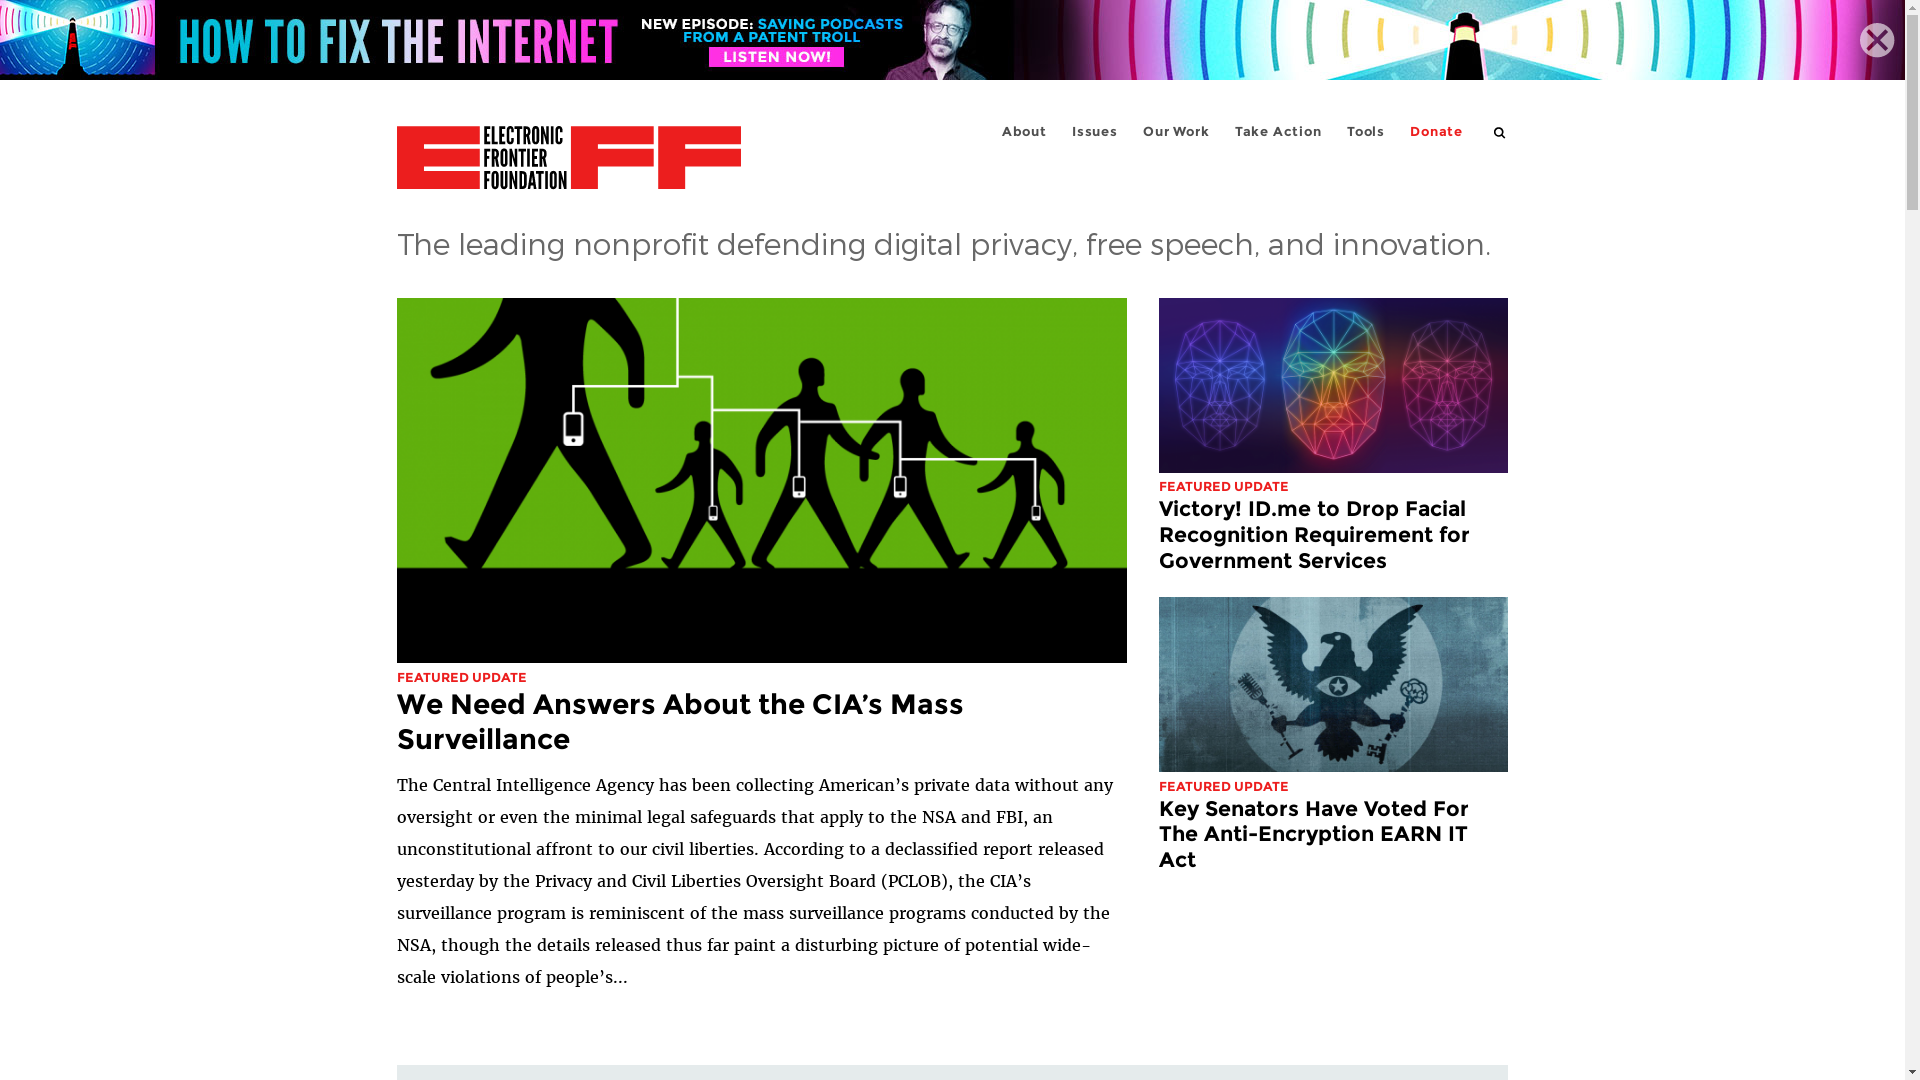 HOW TO FIX THE INTERNET
NEW EPISODE: SAVING PODCASTS
FROM A PATENT TROLL
LISTEN NOW!
ELECTRONIC
FRONTIER
FOUNDATION
EFF
About Issues Our Work Take Action Tools Donate
The leading nonprofit defending digital privacy, free speech, and innovation.
FEATURED UPDATE
We Need Answers About the CIA’s Mass
Surveillance
The Central Intelligence Agency has been collecting American’s private data without any
oversight or even the minimal legal safeguards that apply to the NSA and FBI, an
unconstitutional affront to our civil liberties. According to a declassified report released
yesterday by the Privacy and Civil Liberties Oversight Board (PCLOB), the CIA’s
surveillance program is reminiscent of the mass surveillance programs conducted by the
NSA, though the details released thus far paint a disturbing picture of potential wide-
scale violations of people’s...
FEATURED UPDATE
Victory! ID.me to Drop Facial
Recognition Requirement for
Government Services
FEATURED UPDATE
Key Senators Have Voted For
The Anti-Encryption EARN IT
Act